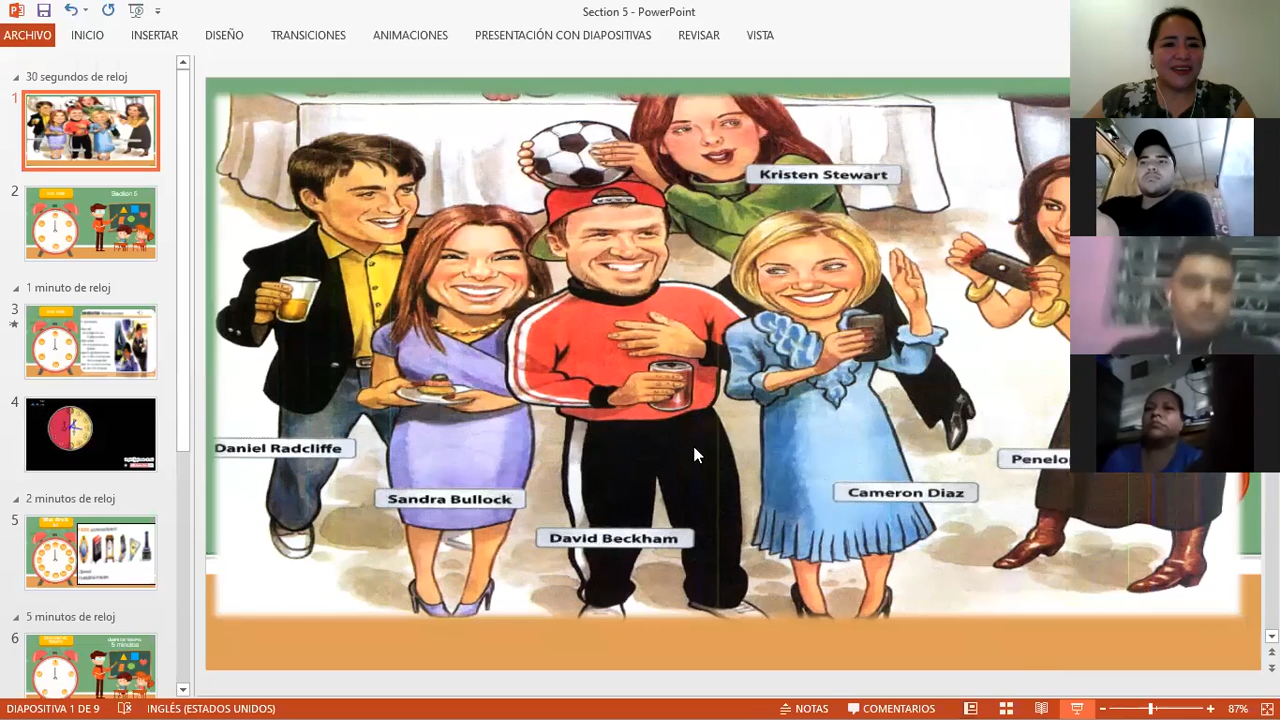 Section 5 - PowerPoint
ARCHIVO INICIO INSERTAR DISEÑO TRANSICIONES ANIMACIONES PRESENTACIÓN CON DIAPOSITIVAS REVISAR VISTA
30 segundos de reloj
1
2
Section 5
1 minuto de reloj
3
4
2 minutos de reloj
5
5 minutos de reloj
6
5 minutos
Kristen Stewart
Daniel Radcliffe
Penelo
Sandra Bullock
Cameron Diaz
David Beckham
DIAPOSITIVA 1 DE 9 INGLÉS (ESTADOS UNIDOS) NOTAS COMENTARIOS 87%